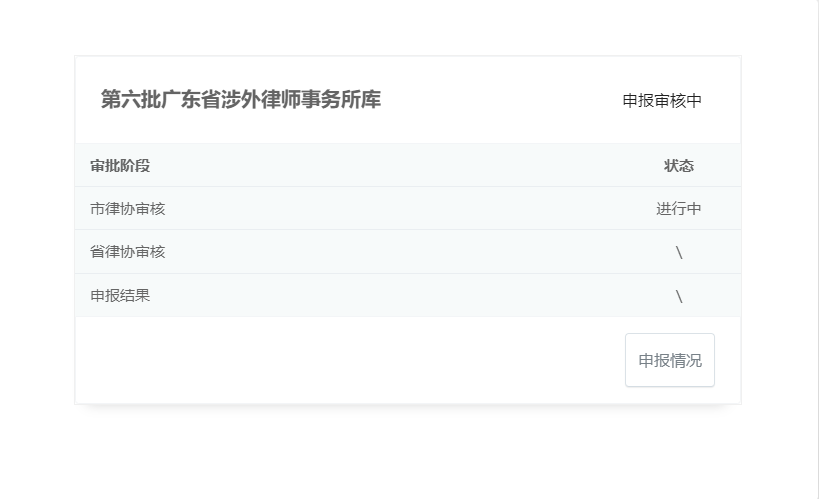 第六批广东省涉外律师事务所库 申报审核中
审批阶段 状态
市律协审核 进行中
省律协审核 \
申报结果 \
申报情况